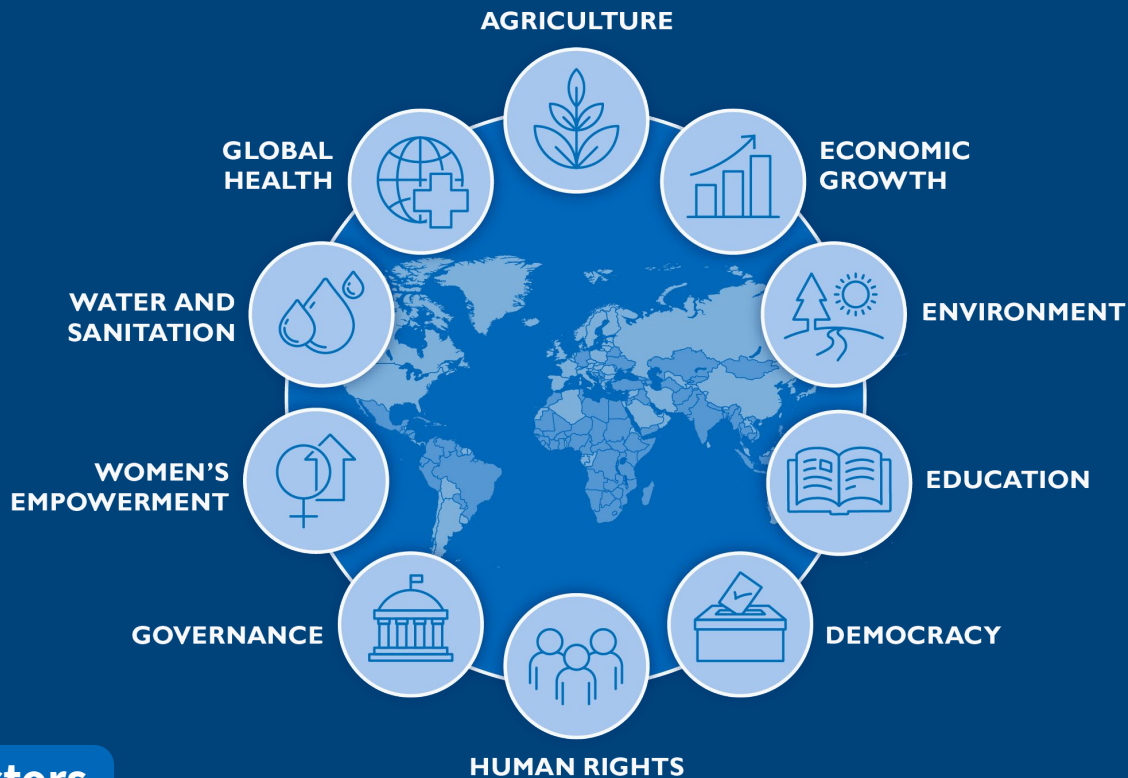 AGRICULTURE
GLOBAL
HEALTH
ECONOMIC
GROWTH
WATER AND
SANITATION
ENVIRONMENT
WOMEN'S
EMPOWERMENT
EDUCATION
GOVERNANCE
DEMOCRACY
HUMAN RIGHTS